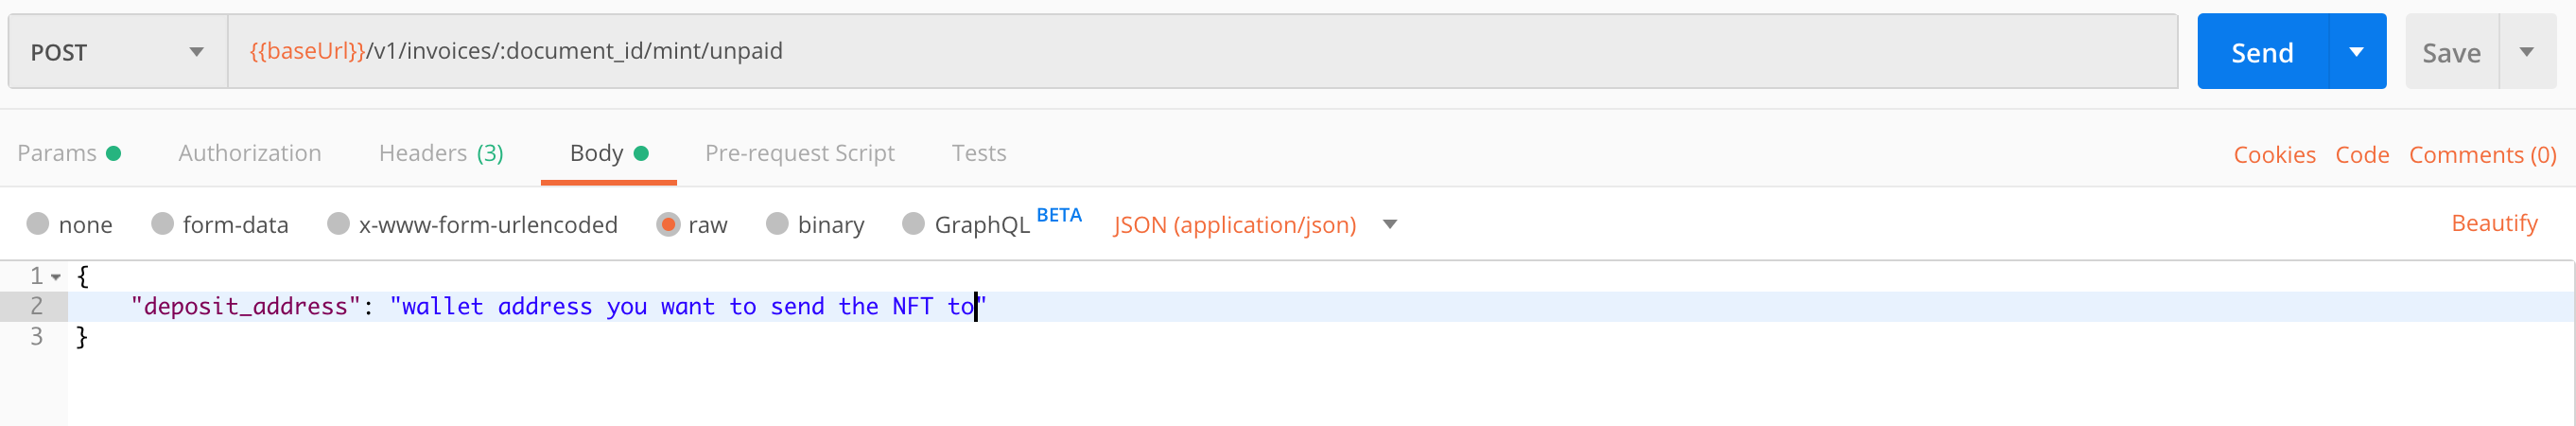 POST {{baseUrl}}/v1/invoices/:document_id/mint/unpaid Send Save
Params Authorization Headers (3) Body Pre-request Script Tests Cookies Code Comments (0)
none form-data x-www-form-urlencoded raw binary GraphQL BETA JSON (application/json) Beautify
1 {
2 "deposit_address": "wallet address you want to send the NFT to"
3 }